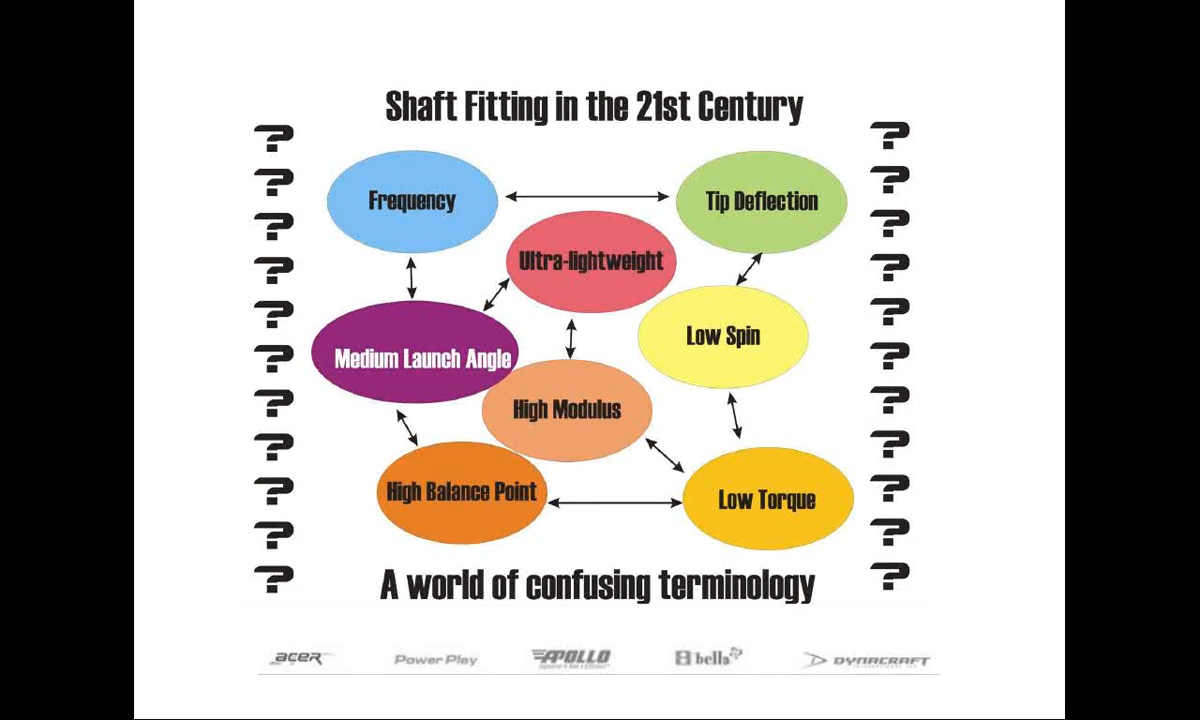 Shaft Fitting in the 21st Century
? ?
? ?
? ?
? ?
? ?
? ?
? ?
? ?
? ?
? ?
? ?
Frequency
Tip Deflection
Ultra-lightweight
Low Spin
Medium Launch Angle
High Modulus
High Balance Point
Low Torque
A world of confusing terminology
acer
Power Play
APOLLO
bella
DYNACRAFT